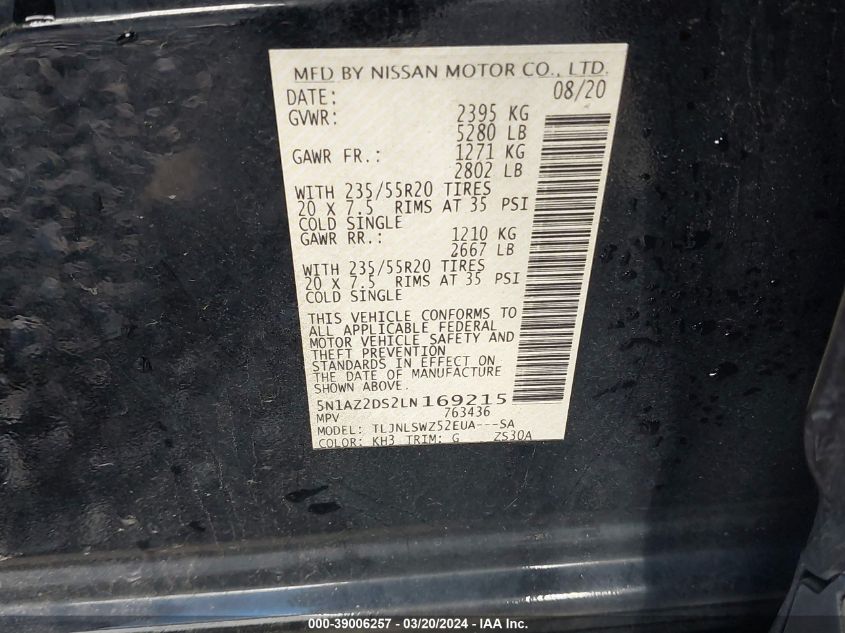 MFD BY NISSAN MOTOR CO., LTD.
DATE: 08/20
GVWR: 2395 KG
5280 LB
GAWR FR.: 1271 KG
2802 LB
WITH 235/55R20 TIRES
20 X 7.5 RIMS AT 35 PSI
COLD SINGLE
GAWR RR.: 1210 KG
2667 LB
WITH 235/55R20 TIRES
20 X 7.5 RIMS AT 35 PSI
COLD SINGLE
THIS VEHICLE CONFORMS TO
ALL APPLICABLE FEDERAL
MOTOR VEHICLE SAFETY AND
THEFT PREVENTION
STANDARDS IN EFFECT ON
THE DATE OF MANUFACTURE
SHOWN ABOVE.
5N1AZ2DS2LN169215
MPV 763436
MODEL: TLJNLSWZ52EUA---SA
COLOR: KH3 TRIM: G ZS30A
000-39006257 - 03/20/2024 - IAA Inc.